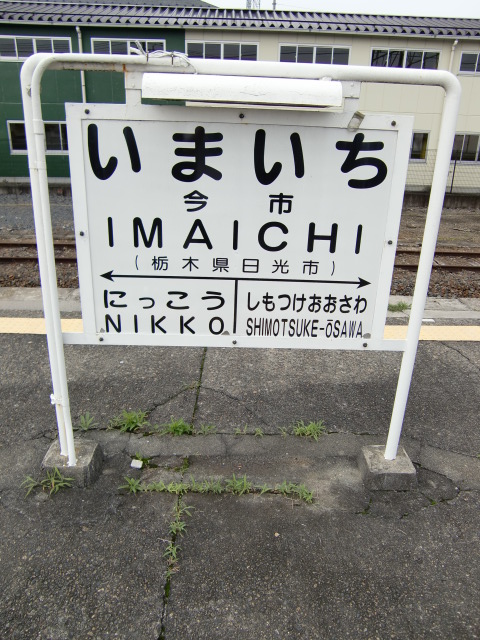 いまいち
今市
IMAICHI
(栃木県日光市)
にっこう
NIKKO
しもつけおおさわ
SHIMOTSUKE-ŌSAWA